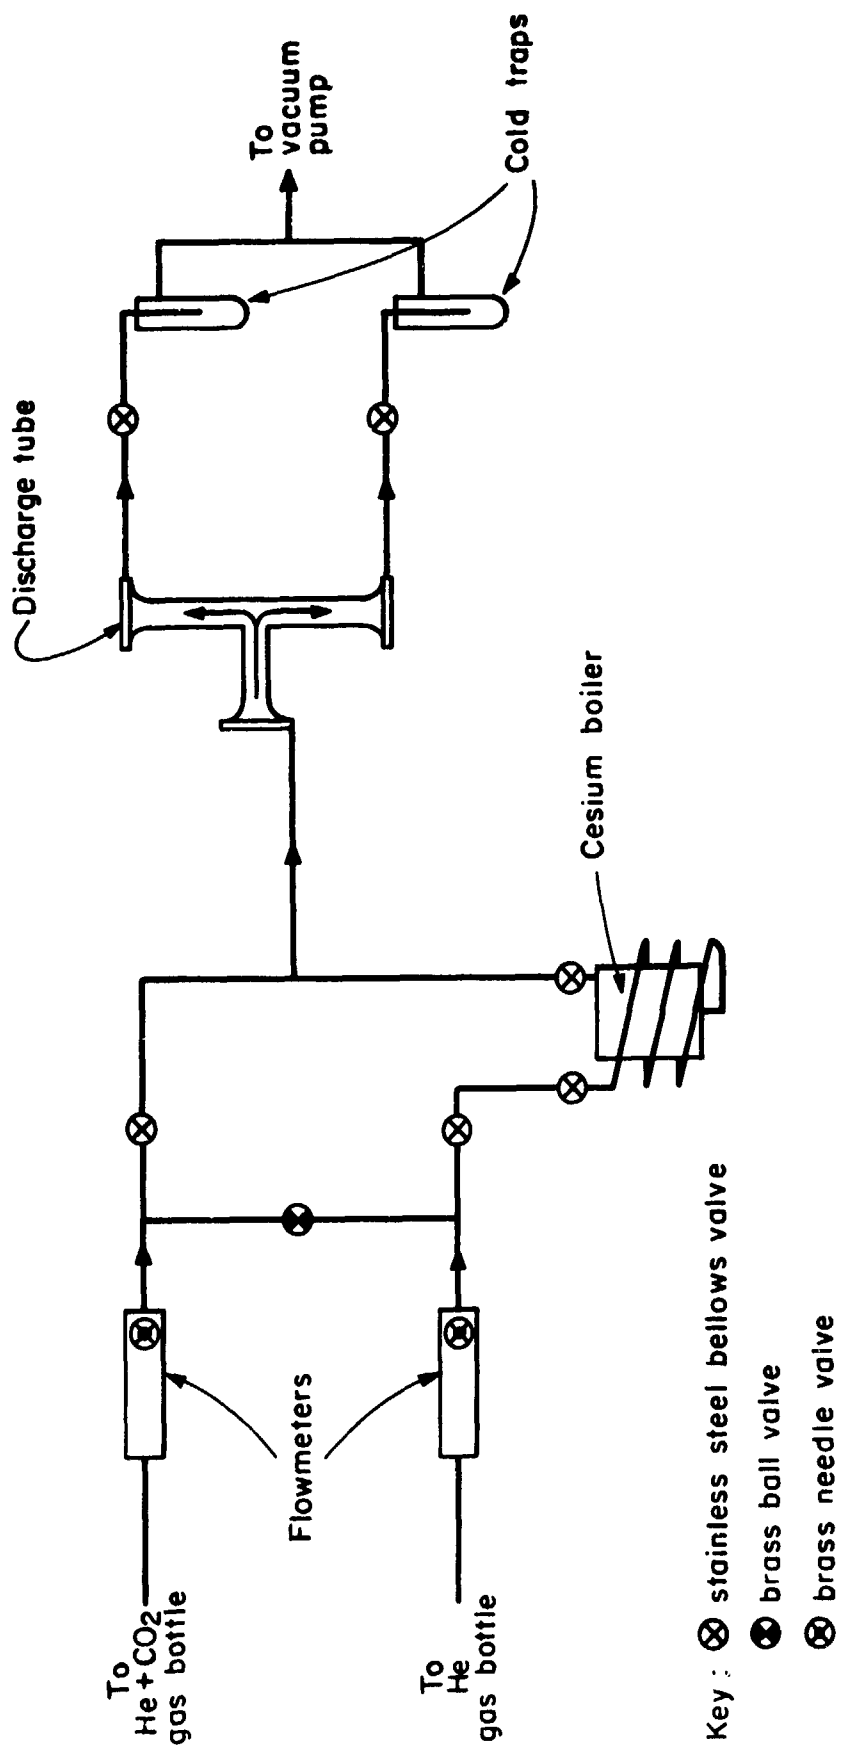 Discharge tube
To
vacuum
pump
Cold traps
Cesium boiler
Flowmeters
To
He+CO2
gas bottle
To
He
gas bottle
Key: ⊗ stainless steel bellows valve
brass ball valve
brass needle valve